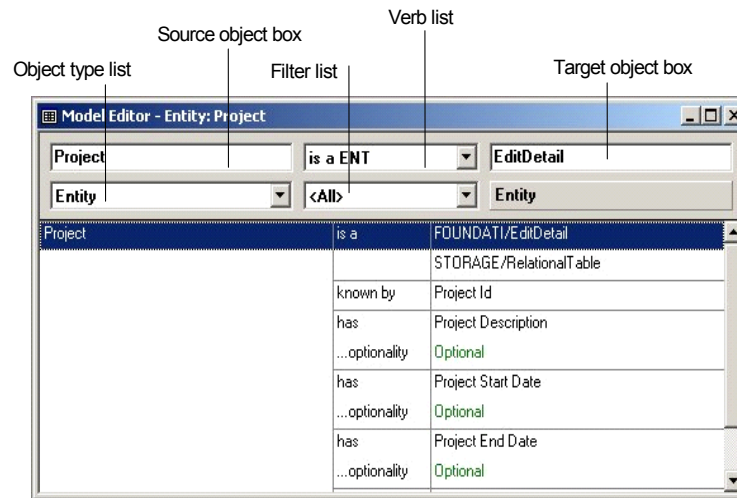 Verb list
Source object box
Object type list
Filter list
Target object box
Model Editor - Entity: Project
Project is a ENT EditDetail
Entity <All> Entity
Project is a FOUNDATI/EditDetail
STORAGE/RelationalTable
known by Project Id
has Project Description
...optionality Optional
has Project Start Date
...optionality Optional
has Project End Date
...optionality Optional